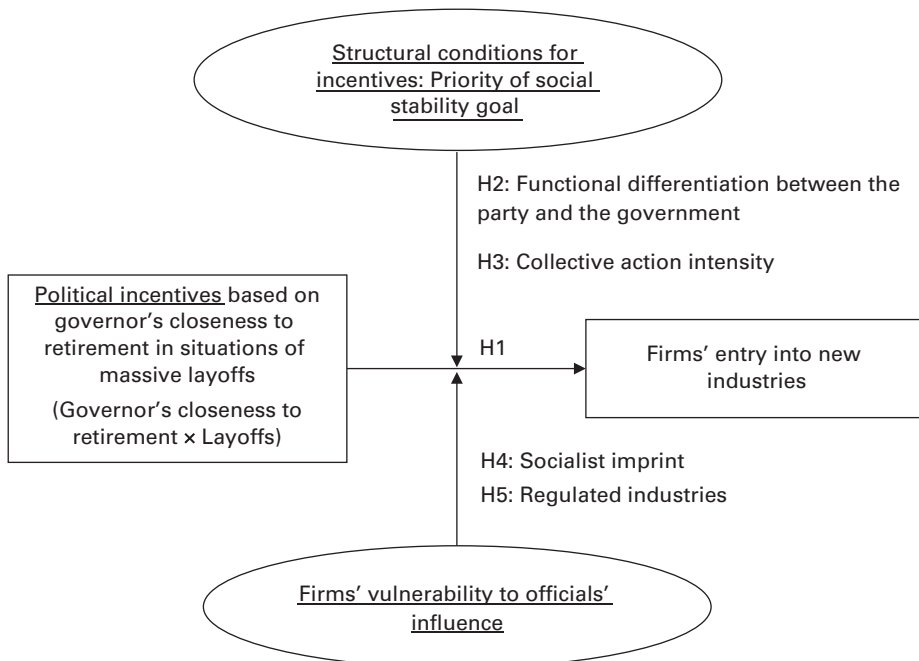 Structural conditions for
incentives: Priority of social
stability goal
H2: Functional differentiation between the
party and the government
H3: Collective action intensity
Political incentives based on
governor's closeness to
retirement in situations of
massive layoffs
(Governor's closeness to
retirement × Layoffs)
H1
Firms' entry into new
industries
H4: Socialist imprint
H5: Regulated industries
Firms' vulnerability to officials'
influence